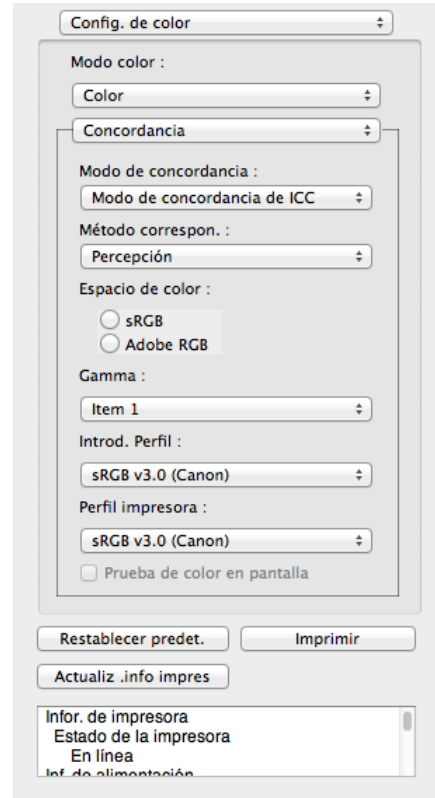 Config. de color
Modo color :
Color
Concordancia
Modo de concordancia :
Modo de concordancia de ICC
Método correspon. :
Percepción
Espacio de color :
sRGB
Adobe RGB
Gamma :
Item 1
Introd. Perfil :
sRGB v3.0 (Canon)
Perfil impresora :
sRGB v3.0 (Canon)
Prueba de color en pantalla
Restablecer predet. Imprimir
Actualiz .info impres
Infor. de impresora
Estado de la impresora
En línea
Inf. de alimentación